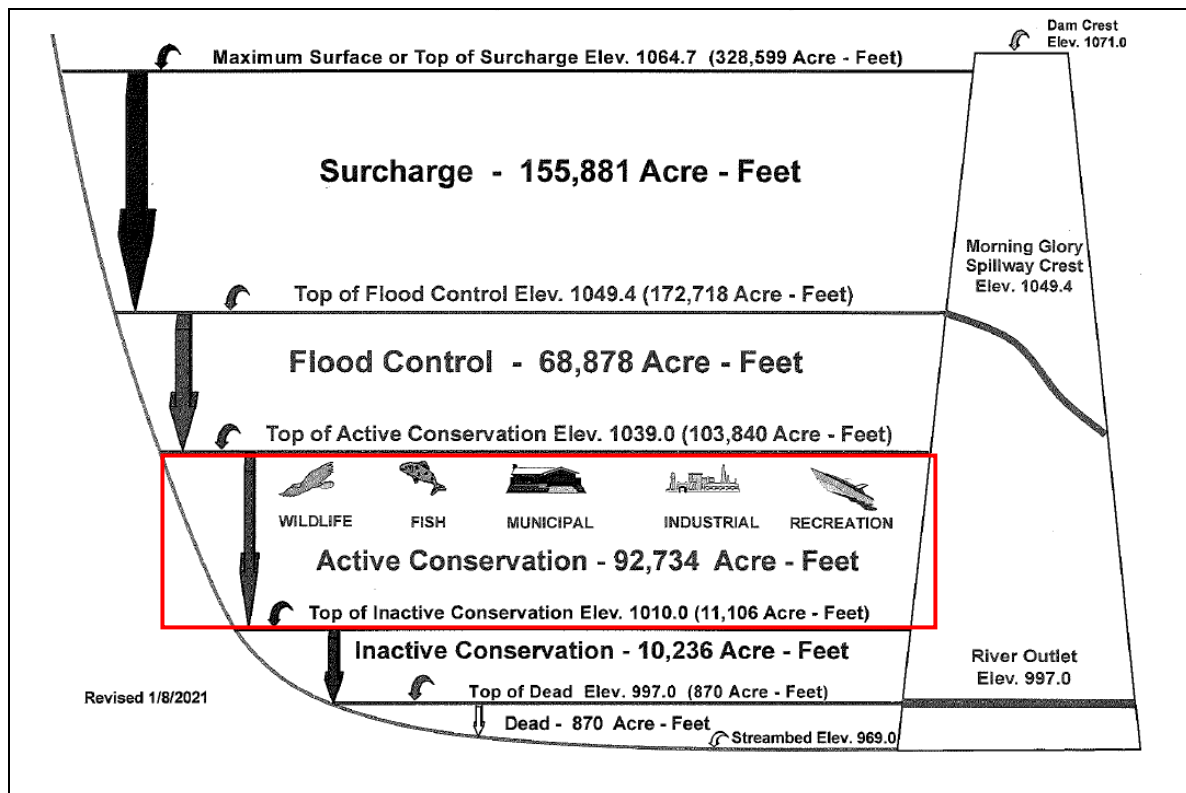 Dam Crest
Elev. 1071.0
Maximum Surface or Top of Surcharge Elev. 1064.7 (328,599 Acre - Feet)
Surcharge - 155,881 Acre - Feet
Morning Glory
Spillway Crest
Elev. 1049.4
Top of Flood Control Elev. 1049.4 (172,718 Acre - Feet)
Flood Control - 68,878 Acre - Feet
Top of Active Conservation Elev. 1039.0 (103,840 Acre - Feet)
WILDLIFE FISH MUNICIPAL INDUSTRIAL RECREATION
Active Conservation - 92,734 Acre - Feet
Top of Inactive Conservation Elev. 1010.0 (11,106 Acre - Feet)
Inactive Conservation - 10,236 Acre - Feet
River Outlet
Elev. 997.0
Revised 1/8/2021
Top of Dead Elev. 997.0 (870 Acre - Feet)
Dead - 870 Acre - Feet
Streambed Elev. 969.0